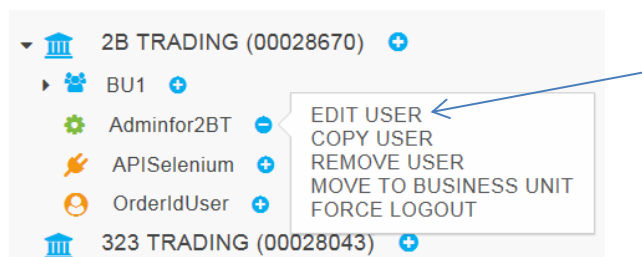 2B TRADING (00028670)
BU1
Adminfor2BT
EDIT USER
COPY USER
REMOVE USER
MOVE TO BUSINESS UNIT
FORCE LOGOUT
APISelenium
OrderIdUser
323 TRADING (00028043)